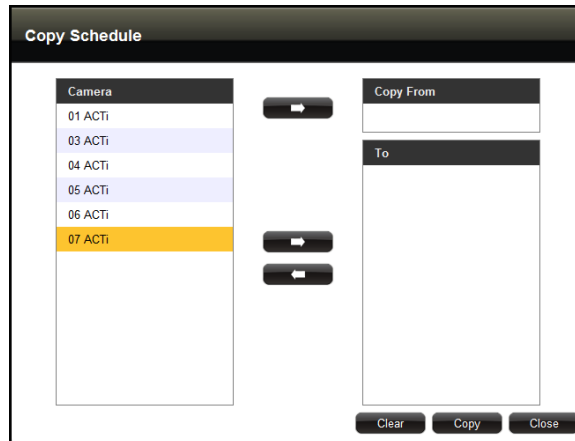 Copy Schedule
Camera
01 ACTi
03 ACTi
04 ACTi
05 ACTi
06 ACTi
07 ACTi
Copy From
To
Clear Copy Close